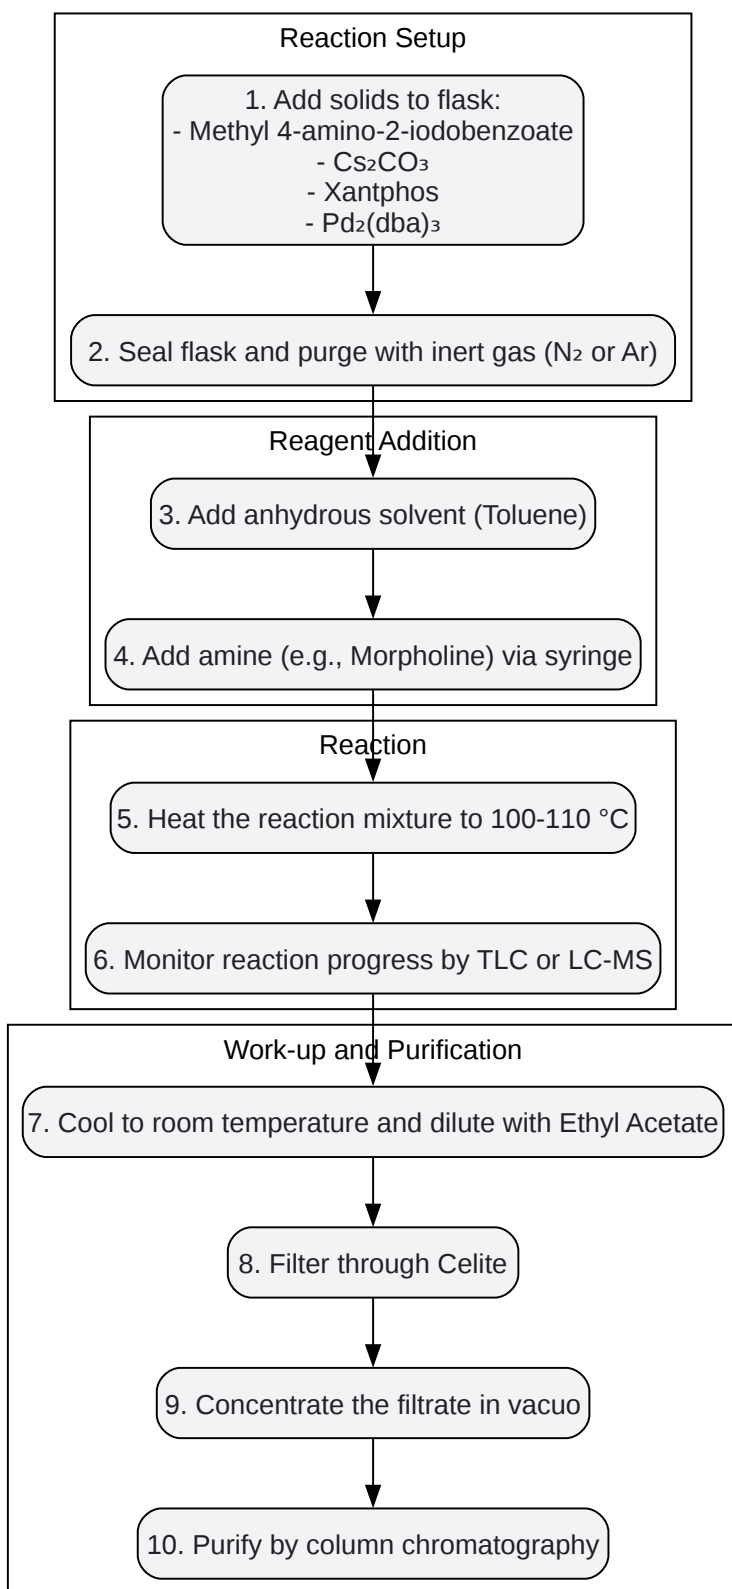 Reaction Setup
1. Add solids to flask:
- Methyl 4-amino-2-iodobenzoate
- Cs₂CO₃
- Xantphos
- Pd₂(dba)₃
2. Seal flask and purge with inert gas (N₂ or Ar)
Reagent Addition
3. Add anhydrous solvent (Toluene)
4. Add amine (e.g., Morpholine) via syringe
Reaction
5. Heat the reaction mixture to 100-110 °C
6. Monitor reaction progress by TLC or LC-MS
Work-up and Purification
7. Cool to room temperature and dilute with Ethyl Acetate
8. Filter through Celite
9. Concentrate the filtrate in vacuo
10. Purify by column chromatography